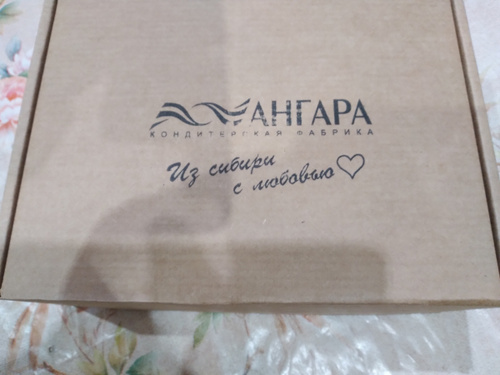 АНГАРА
КОНДИТЕРСКАЯ ФАБРИКА
Из сибири
с любовью